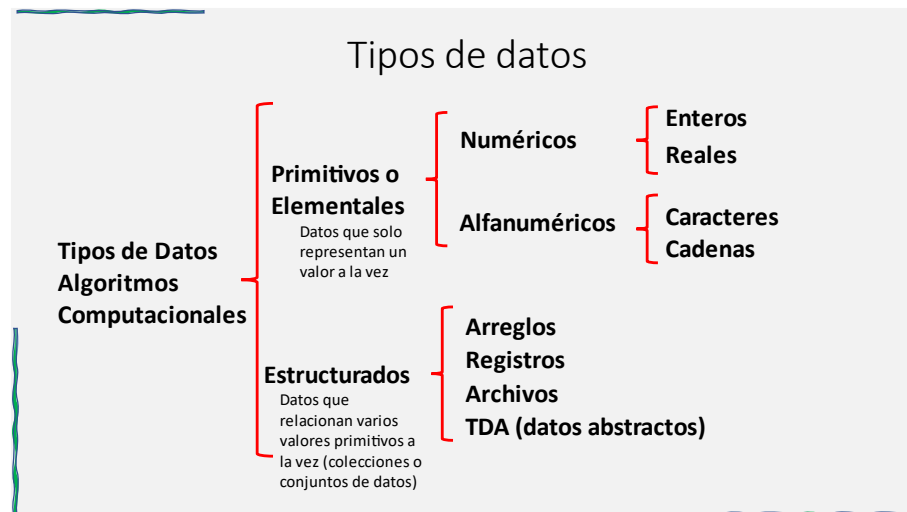 Tipos de datos
Tipos de Datos
Algoritmos
Computacionales
Primitivos o
Elementales
Datos que solo
representan un
valor a la vez
Numéricos
Enteros
Reales
Alfanuméricos
Caracteres
Cadenas
Estructurados
Datos que
relacionan varios
valores primitivos a
la vez (colecciones o
conjuntos de datos)
Arreglos
Registros
Archivos
TDA (datos abstractos)